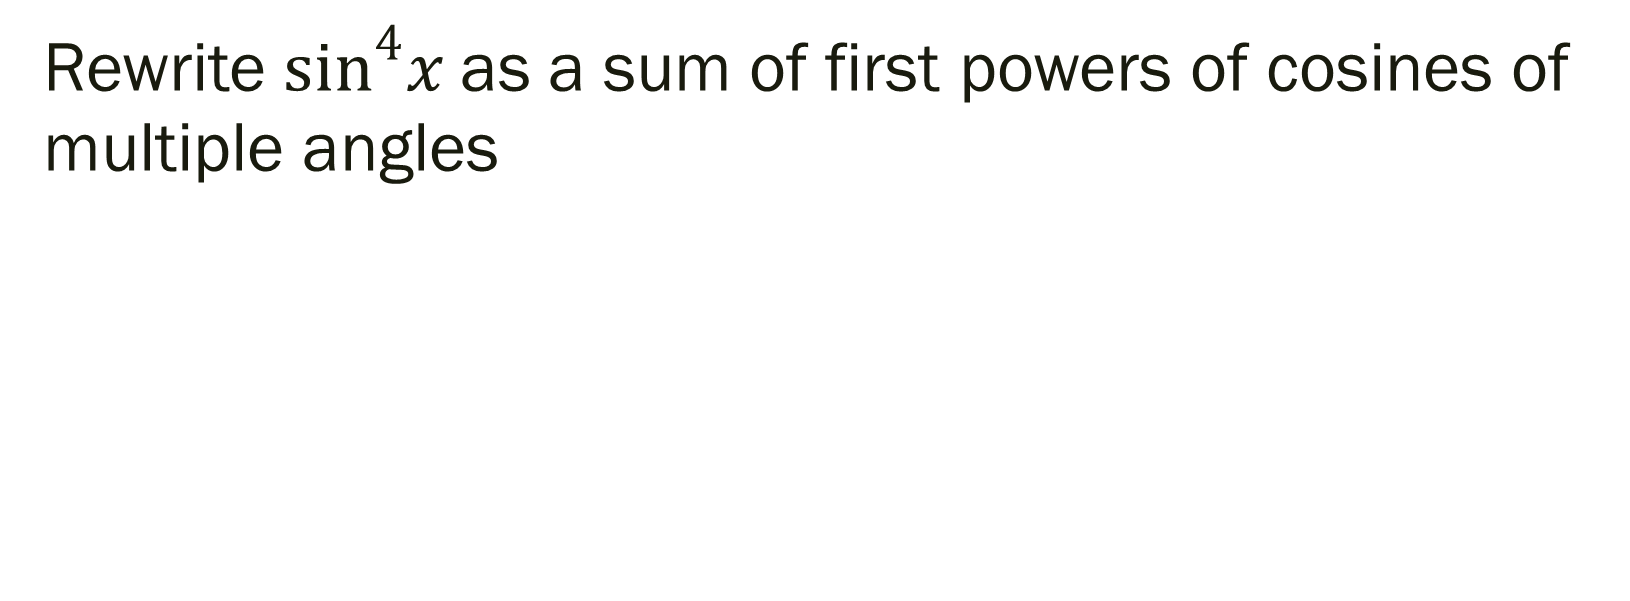 Rewrite sin⁴x as a sum of first powers of cosines of
multiple angles